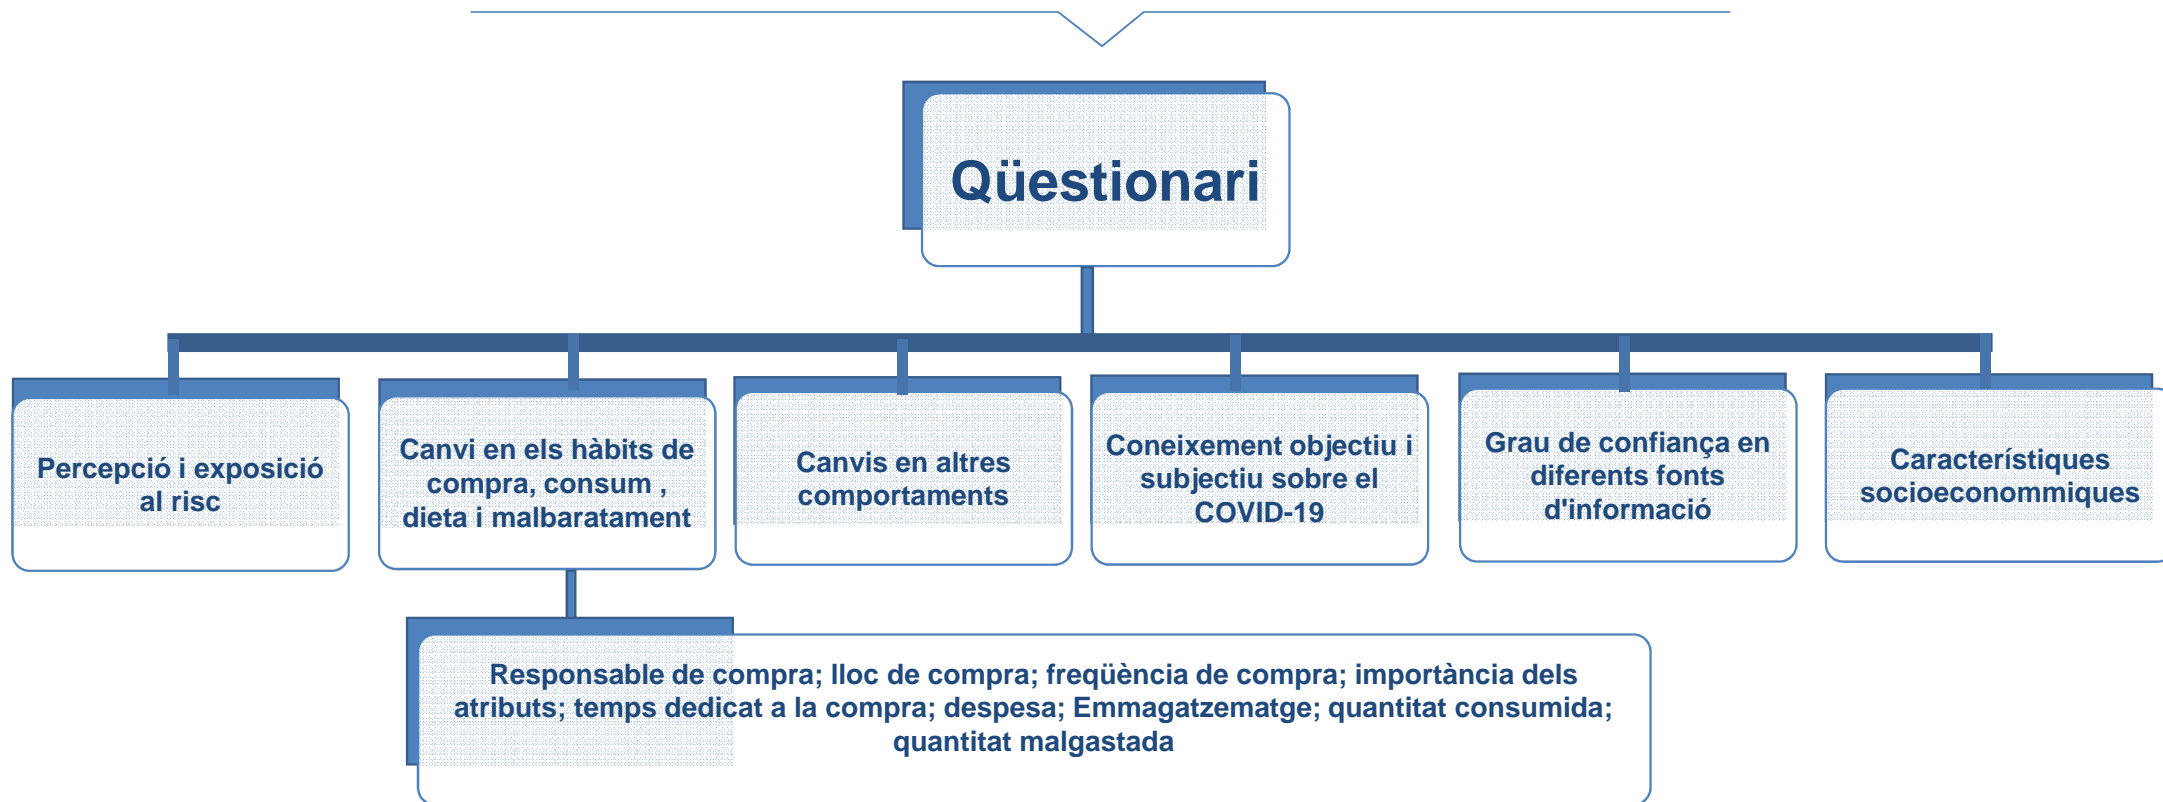 Qüestionari
Percepció i exposició
al risc
Canvi en els hàbits de
compra, consum ,
dieta i malbaratament
Canvis en altres
comportaments
Coneixement objectiu i
subjectiu sobre el
COVID-19
Grau de confiança en
diferents fonts
d'informació
Característiques
socioeconommiques
Responsable de compra; lloc de compra; freqüència de compra; importància dels
atributs; temps dedicat a la compra; despesa; Emmagatzematge; quantitat consumida;
quantitat malgastada